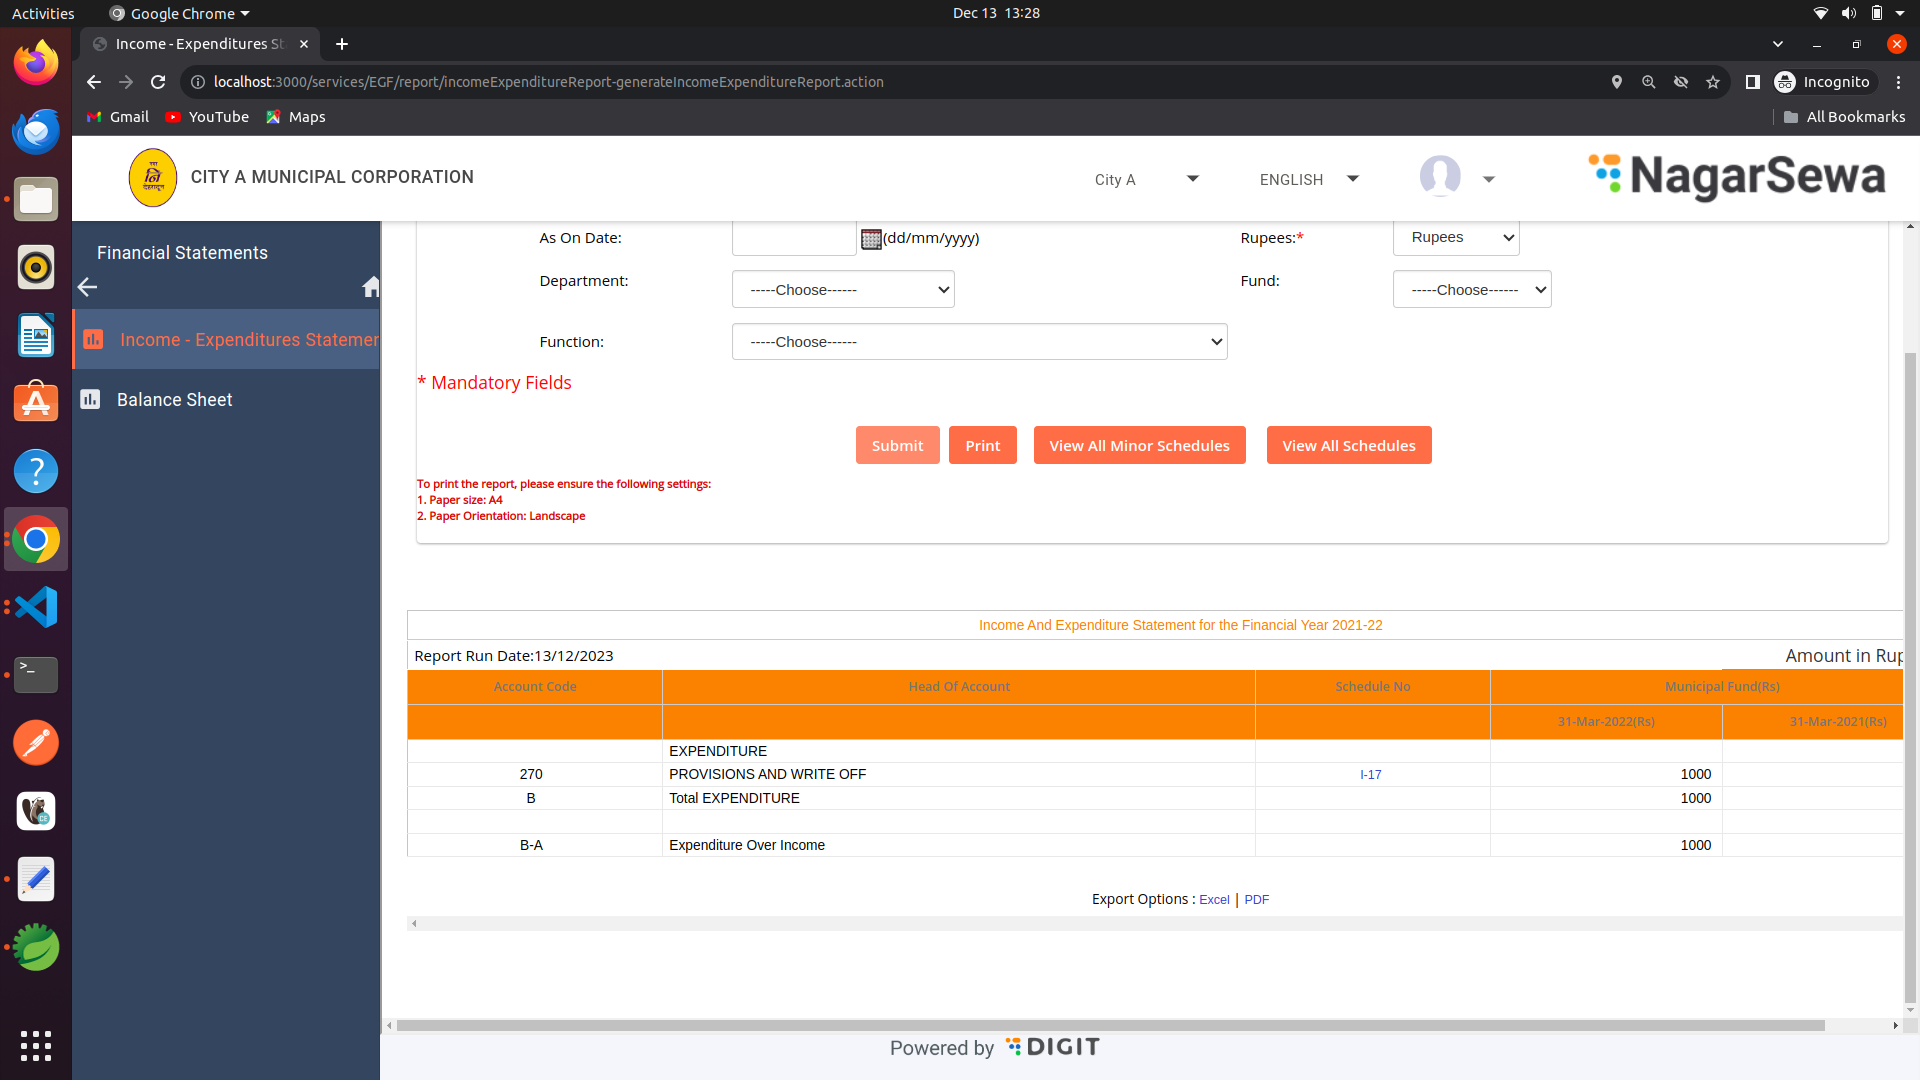 Activities
Google Chrome
Dec 13 13:28
Income - Expenditures St
localhost:3000/services/EGF/report/incomeExpenditureReport-generateIncomeExpenditureReport.action
Incognito
Gmail
YouTube
Maps
All Bookmarks
CITY A MUNICIPAL CORPORATION
City A
ENGLISH
NagarSewa
Financial Statements
Income - Expenditures Statemer
Balance Sheet
As On Date:
(dd/mm/yyyy)
Rupees:*
Rupees
Department:
-----Choose------
Fund:
-----Choose------
Function:
-----Choose------
* Mandatory Fields
Submit
Print
View All Minor Schedules
View All Schedules
To print the report, please ensure the following settings:
1. Paper size: A4
2. Paper Orientation: Landscape
Income And Expenditure Statement for the Financial Year 2021-22
Report Run Date:13/12/2023
Amount in Rup
Account Code
Head Of Account
Schedule No
Municipal Fund(Rs)
31-Mar-2022(Rs)
31-Mar-2021(Rs)
EXPENDITURE
270
PROVISIONS AND WRITE OFF
I-17
1000
B
Total EXPENDITURE
1000
B-A
Expenditure Over Income
1000
Export Options : Excel | PDF
Powered by DIGIT